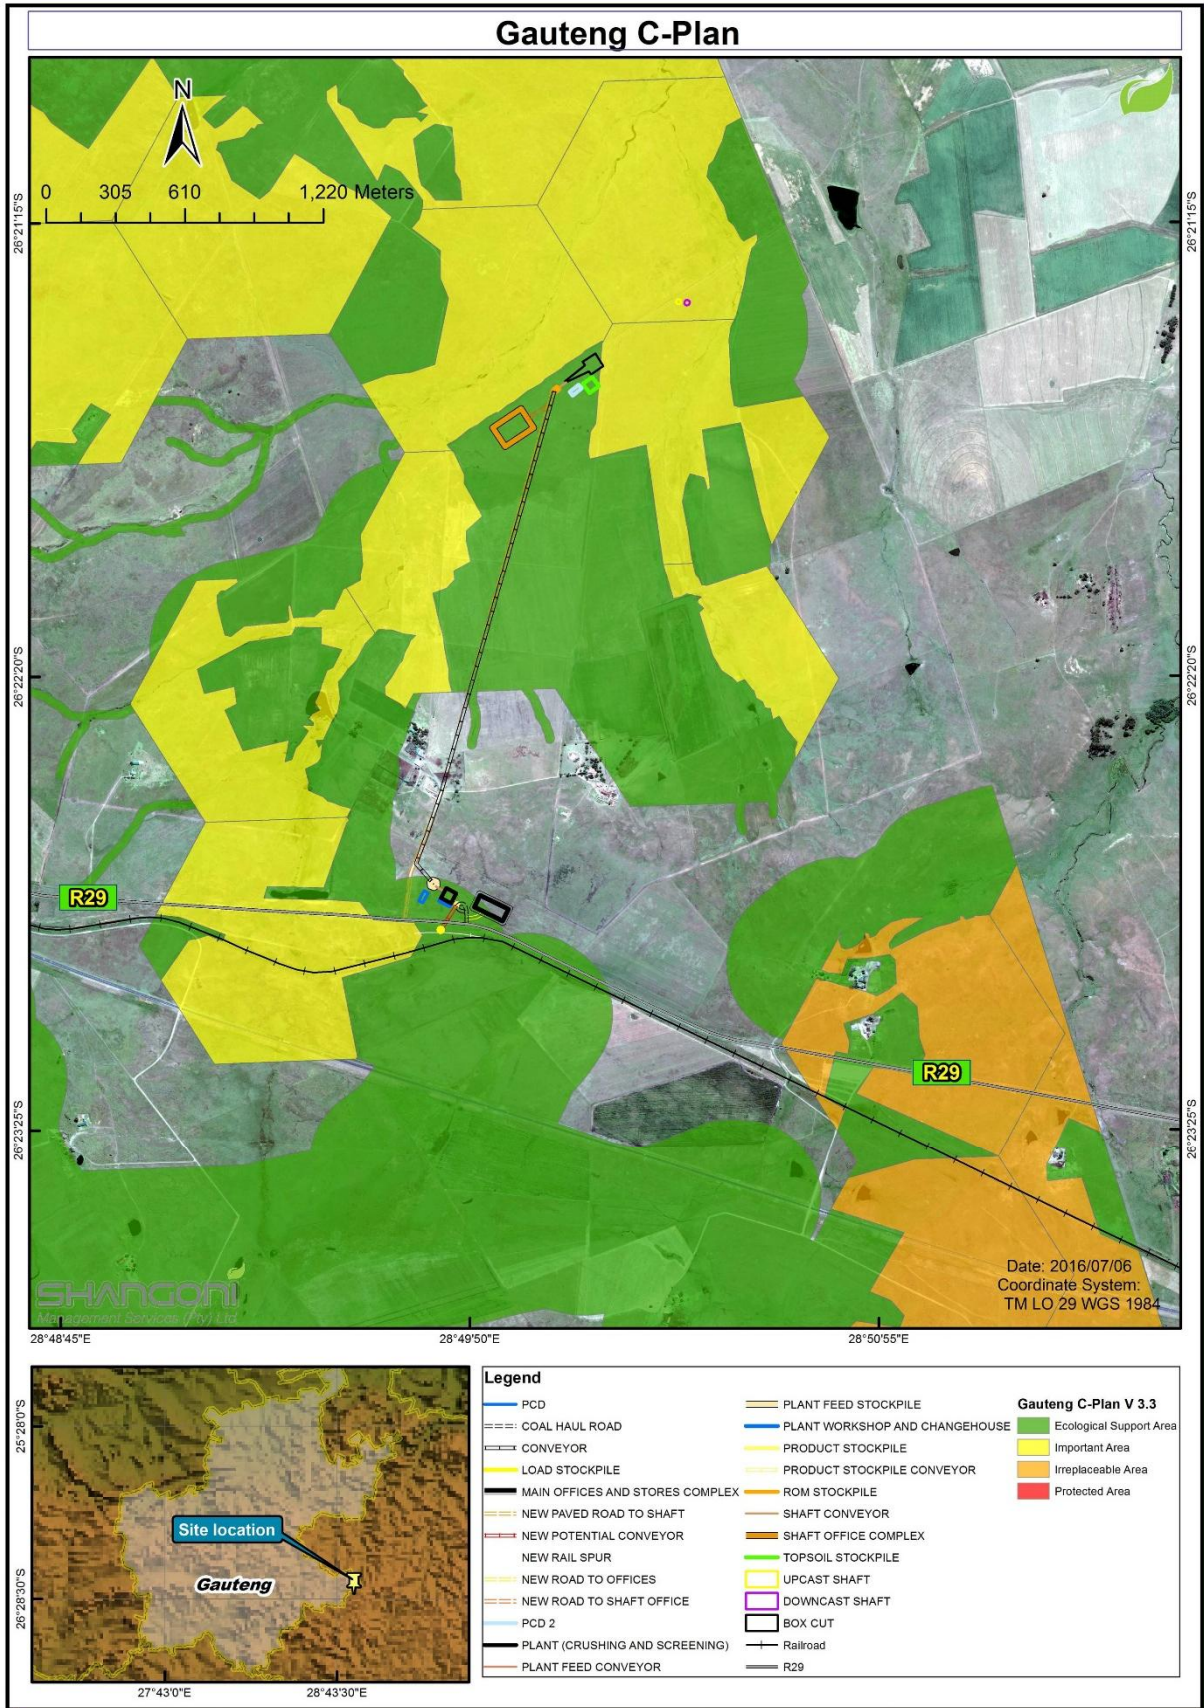 Gauteng C-Plan
N
0 305 610 1,220 Meters
26°21'15"S
26°21'15"S
26°22'20"S
26°22'20"S
R29
R29
26°23'25"S
26°23'25"S
Date: 2016/07/06
Coordinate System:
TM LO 29 WGS 1984
SHANGONI
Management Services (Pty) Ltd
28°48'45"E
28°49'50"E
28°50'55"E
25°28'0"S
26°28'30"S
Site location
Gauteng
27°43'0"E
28°43'30"E
Legend
PCD
COAL HAUL ROAD
CONVEYOR
LOAD STOCKPILE
MAIN OFFICES AND STORES COMPLEX
NEW PAVED ROAD TO SHAFT
NEW POTENTIAL CONVEYOR
NEW RAIL SPUR
NEW ROAD TO OFFICES
NEW ROAD TO SHAFT OFFICE
PCD 2
PLANT (CRUSHING AND SCREENING)
PLANT FEED CONVEYOR
PLANT FEED STOCKPILE
PLANT WORKSHOP AND CHANGEHOUSE
PRODUCT STOCKPILE
PRODUCT STOCKPILE CONVEYOR
ROM STOCKPILE
SHAFT CONVEYOR
SHAFT OFFICE COMPLEX
TOPSOIL STOCKPILE
UPCAST SHAFT
DOWNCAST SHAFT
BOX CUT
Railroad
R29
Gauteng C-Plan V 3.3
Ecological Support Area
Important Area
Irreplaceable Area
Protected Area